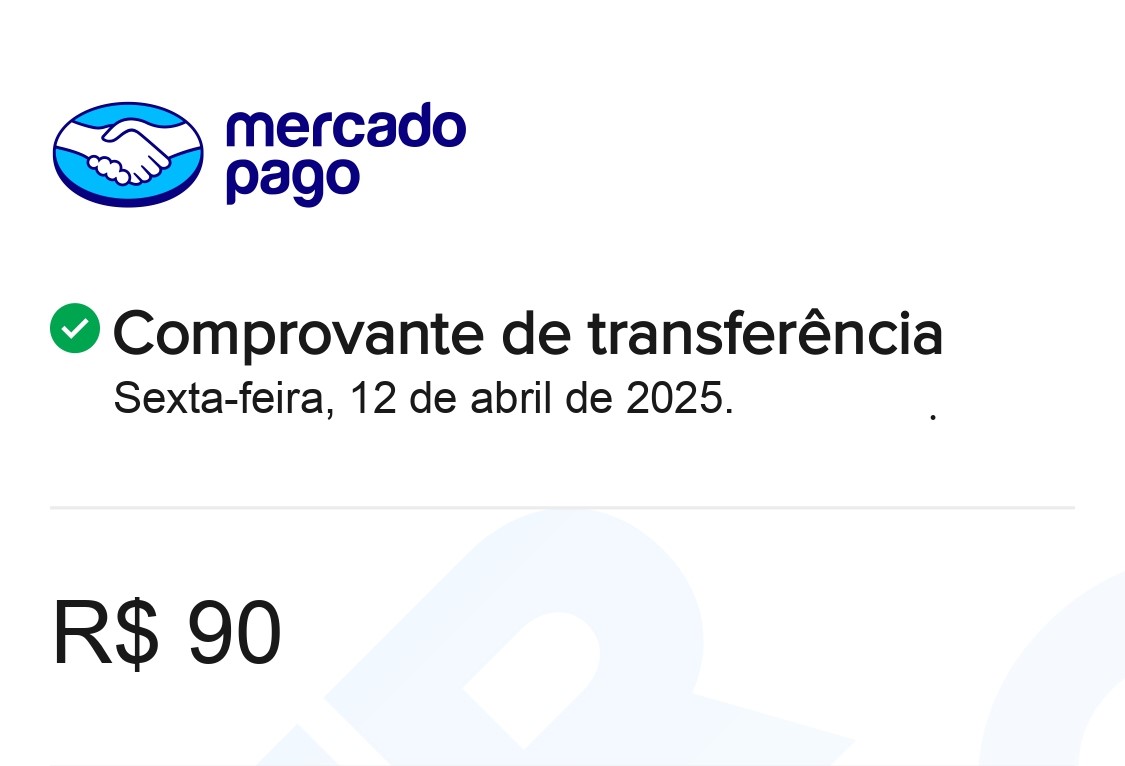 mercado
pago
Comprovante de transferência
Sexta-feira, 12 de abril de 2025. .
R$ 90